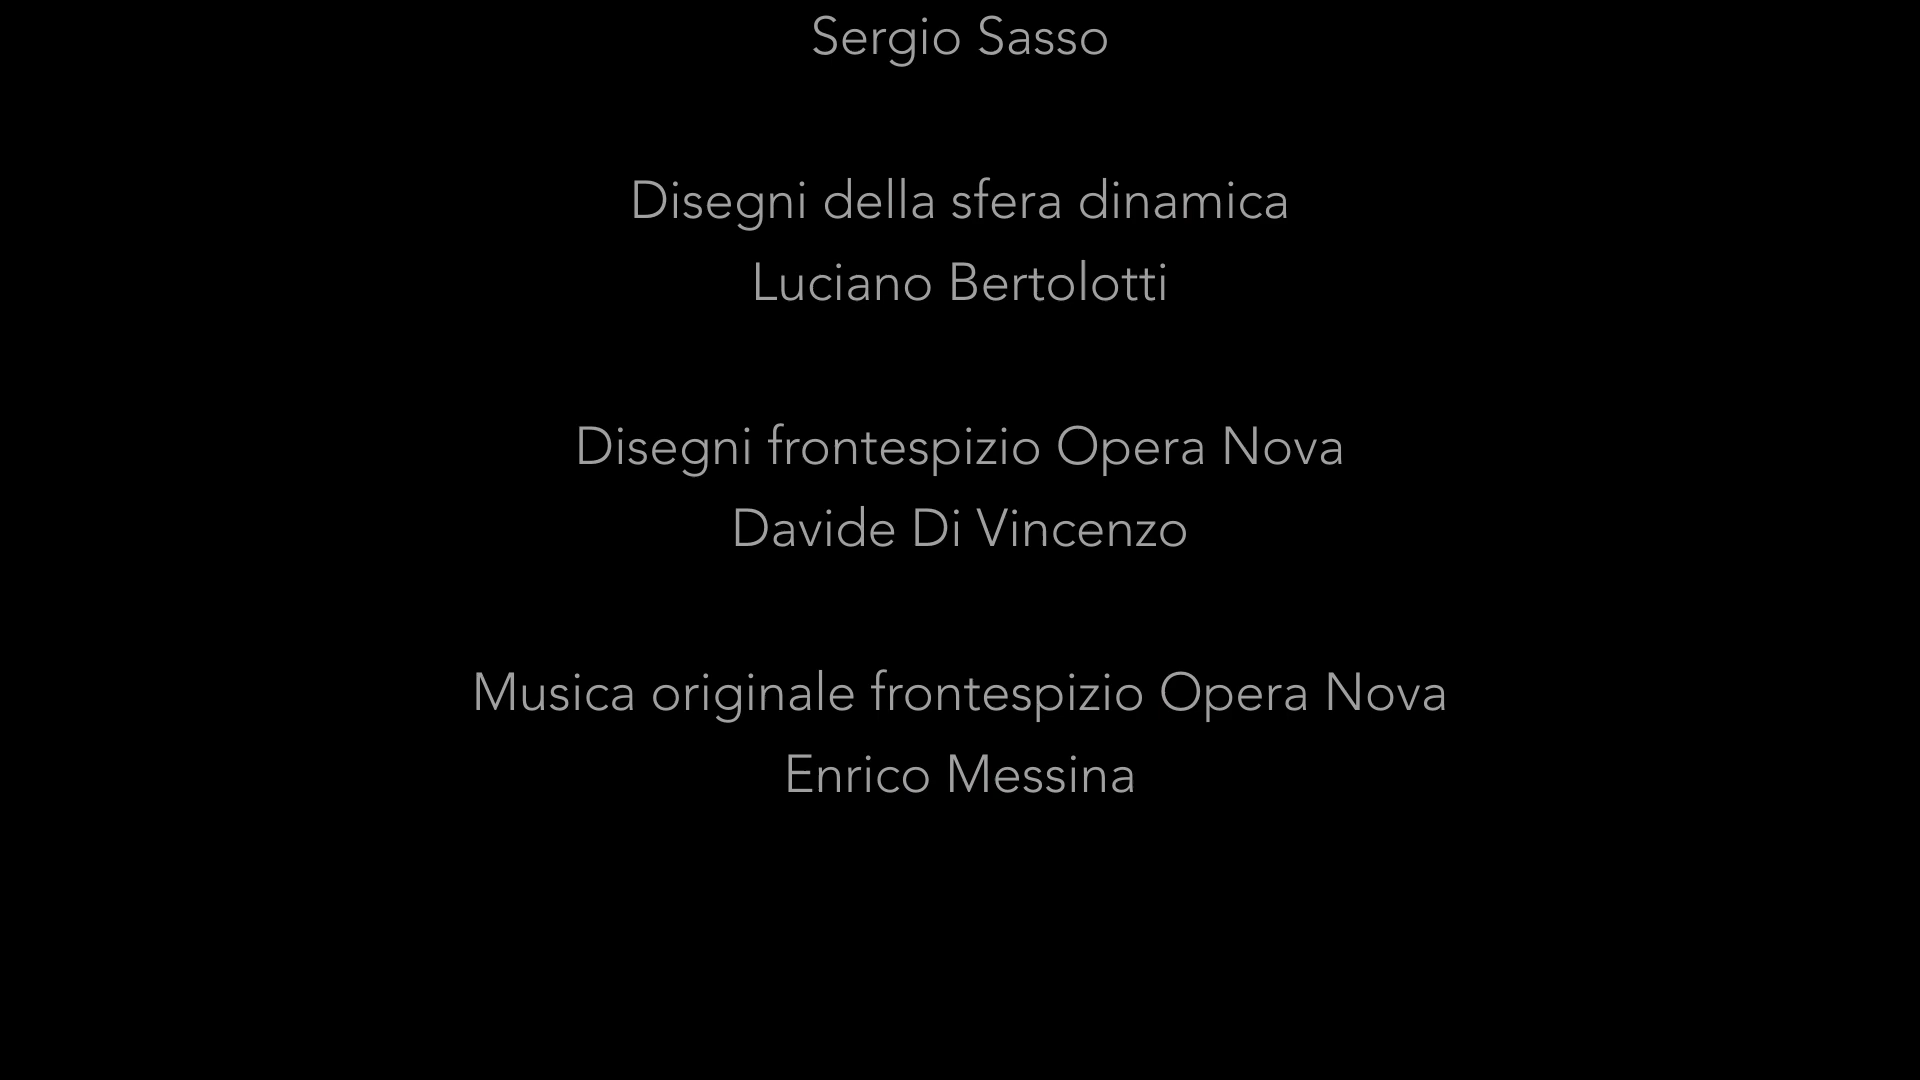 Sergio Sasso
Disegni della sfera dinamica
Luciano Bertolotti
Disegni frontespizio Opera Nova
Davide Di Vincenzo
Musica originale frontespizio Opera Nova
Enrico Messina